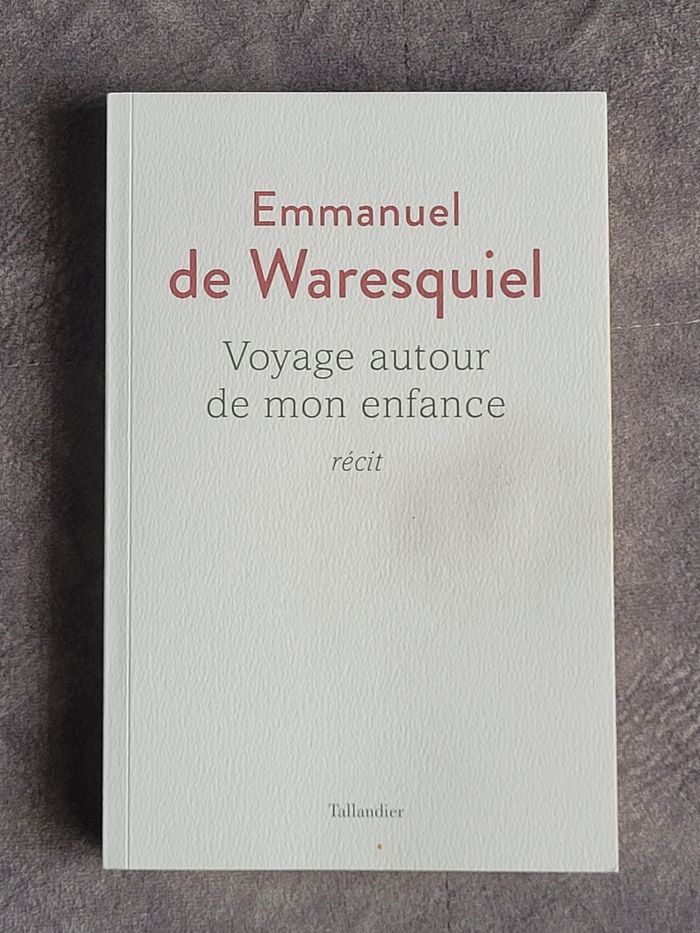 Emmanuel
de Waresquiel
Voyage autour
de mon enfance
récit
Tallandier